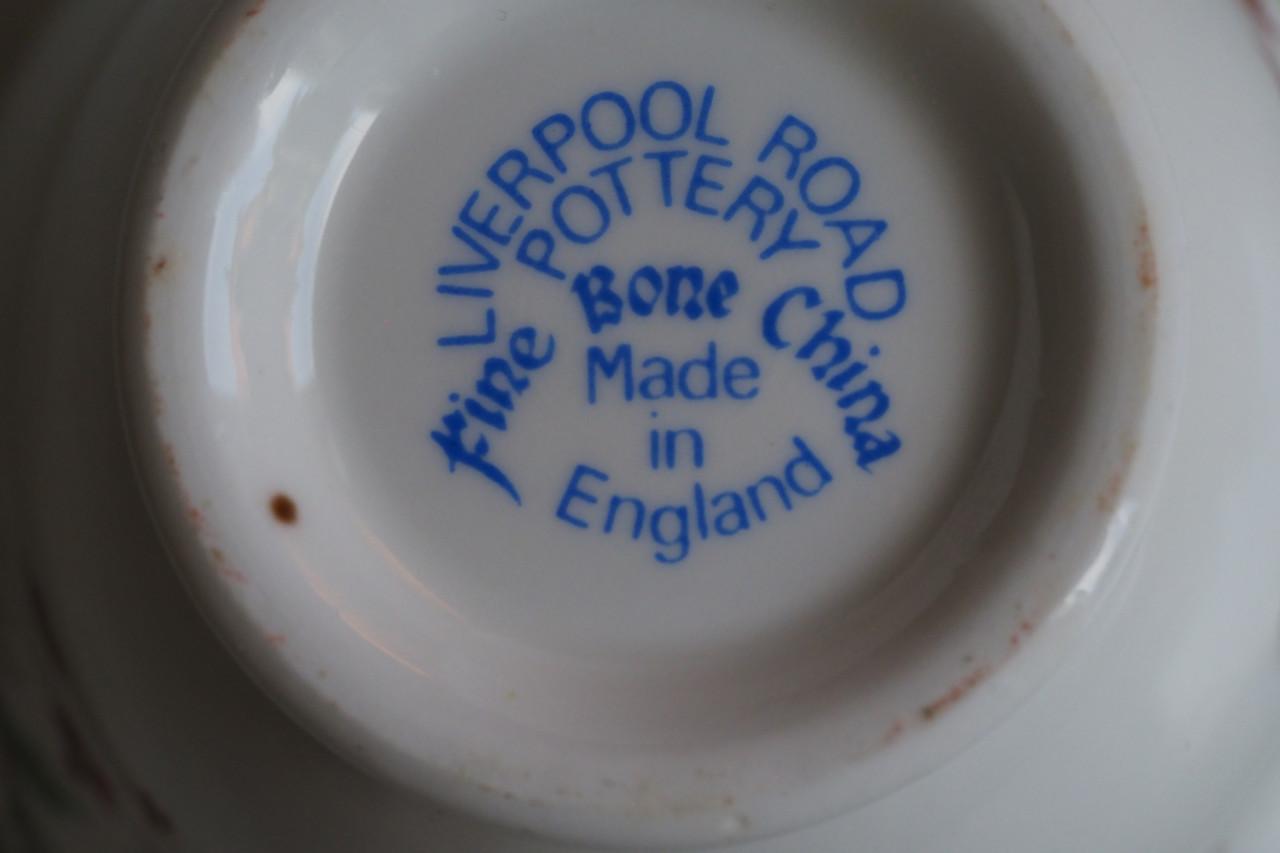 LIVERPOOL ROAD
POTTERY
Fine Bone China
Made
in
England